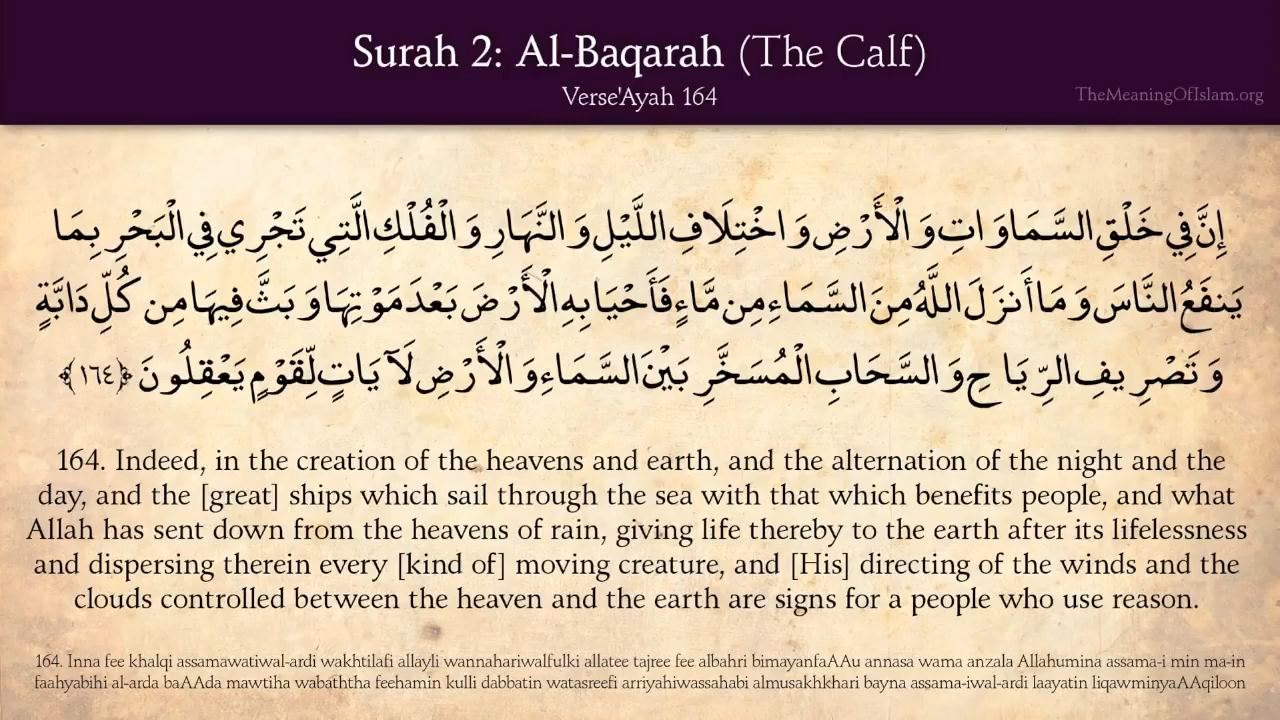 Surah 2: Al-Baqarah (The Calf)
Verse'Ayah 164
TheMeaningOfIslam.org
إِنَّ فِي خَلْقِ السَّمَاوَاتِ وَالْأَرْضِ وَاخْتِلَافِ اللَّيْلِ وَالنَّهَارِ وَالْفُلْكِ الَّتِي تَجْرِي فِي الْبَحْرِ بِمَا
يَنفَعُ النَّاسَ وَمَا أَنزَلَ اللَّهُ مِنَ السَّمَاءِ مِن مَّاءٍ فَأَحْيَا بِهِ الْأَرْضَ بَعْدَ مَوْتِهَا وَبَثَّ فِيهَا مِن كُلِّ دَابَّةٍ
وَتَصْرِيفِ الرِّيَاحِ وَالسَّحَابِ الْمُسَخَّرِ بَيْنَ السَّمَاءِ وَالْأَرْضِ لَآيَاتٍ لِّقَوْمٍ يَعْقِلُونَ ﴿١٦٤﴾
164. Indeed, in the creation of the heavens and earth, and the alternation of the night and the
day, and the [great] ships which sail through the sea with that which benefits people, and what
Allah has sent down from the heavens of rain, giving life thereby to the earth after its lifelessness
and dispersing therein every [kind of] moving creature, and [His] directing of the winds and the
clouds controlled between the heaven and the earth are signs for a people who use reason.
164. Inna fee khalqi assamawatiwal-ardi wakhtilafi allayli wannahariwalfulki allatee tajree fee albahri bimayanfaAAu annasa wama anzala Allahumina assama-i min ma-in
faahyabihi al-arda baAAda mawtiha wabaththa feehamin kulli dabbatin watasreefi arriyahiwassahabi almusakhkhari bayna assama-iwal-ardi laayatin liqawminyaAAqiloon